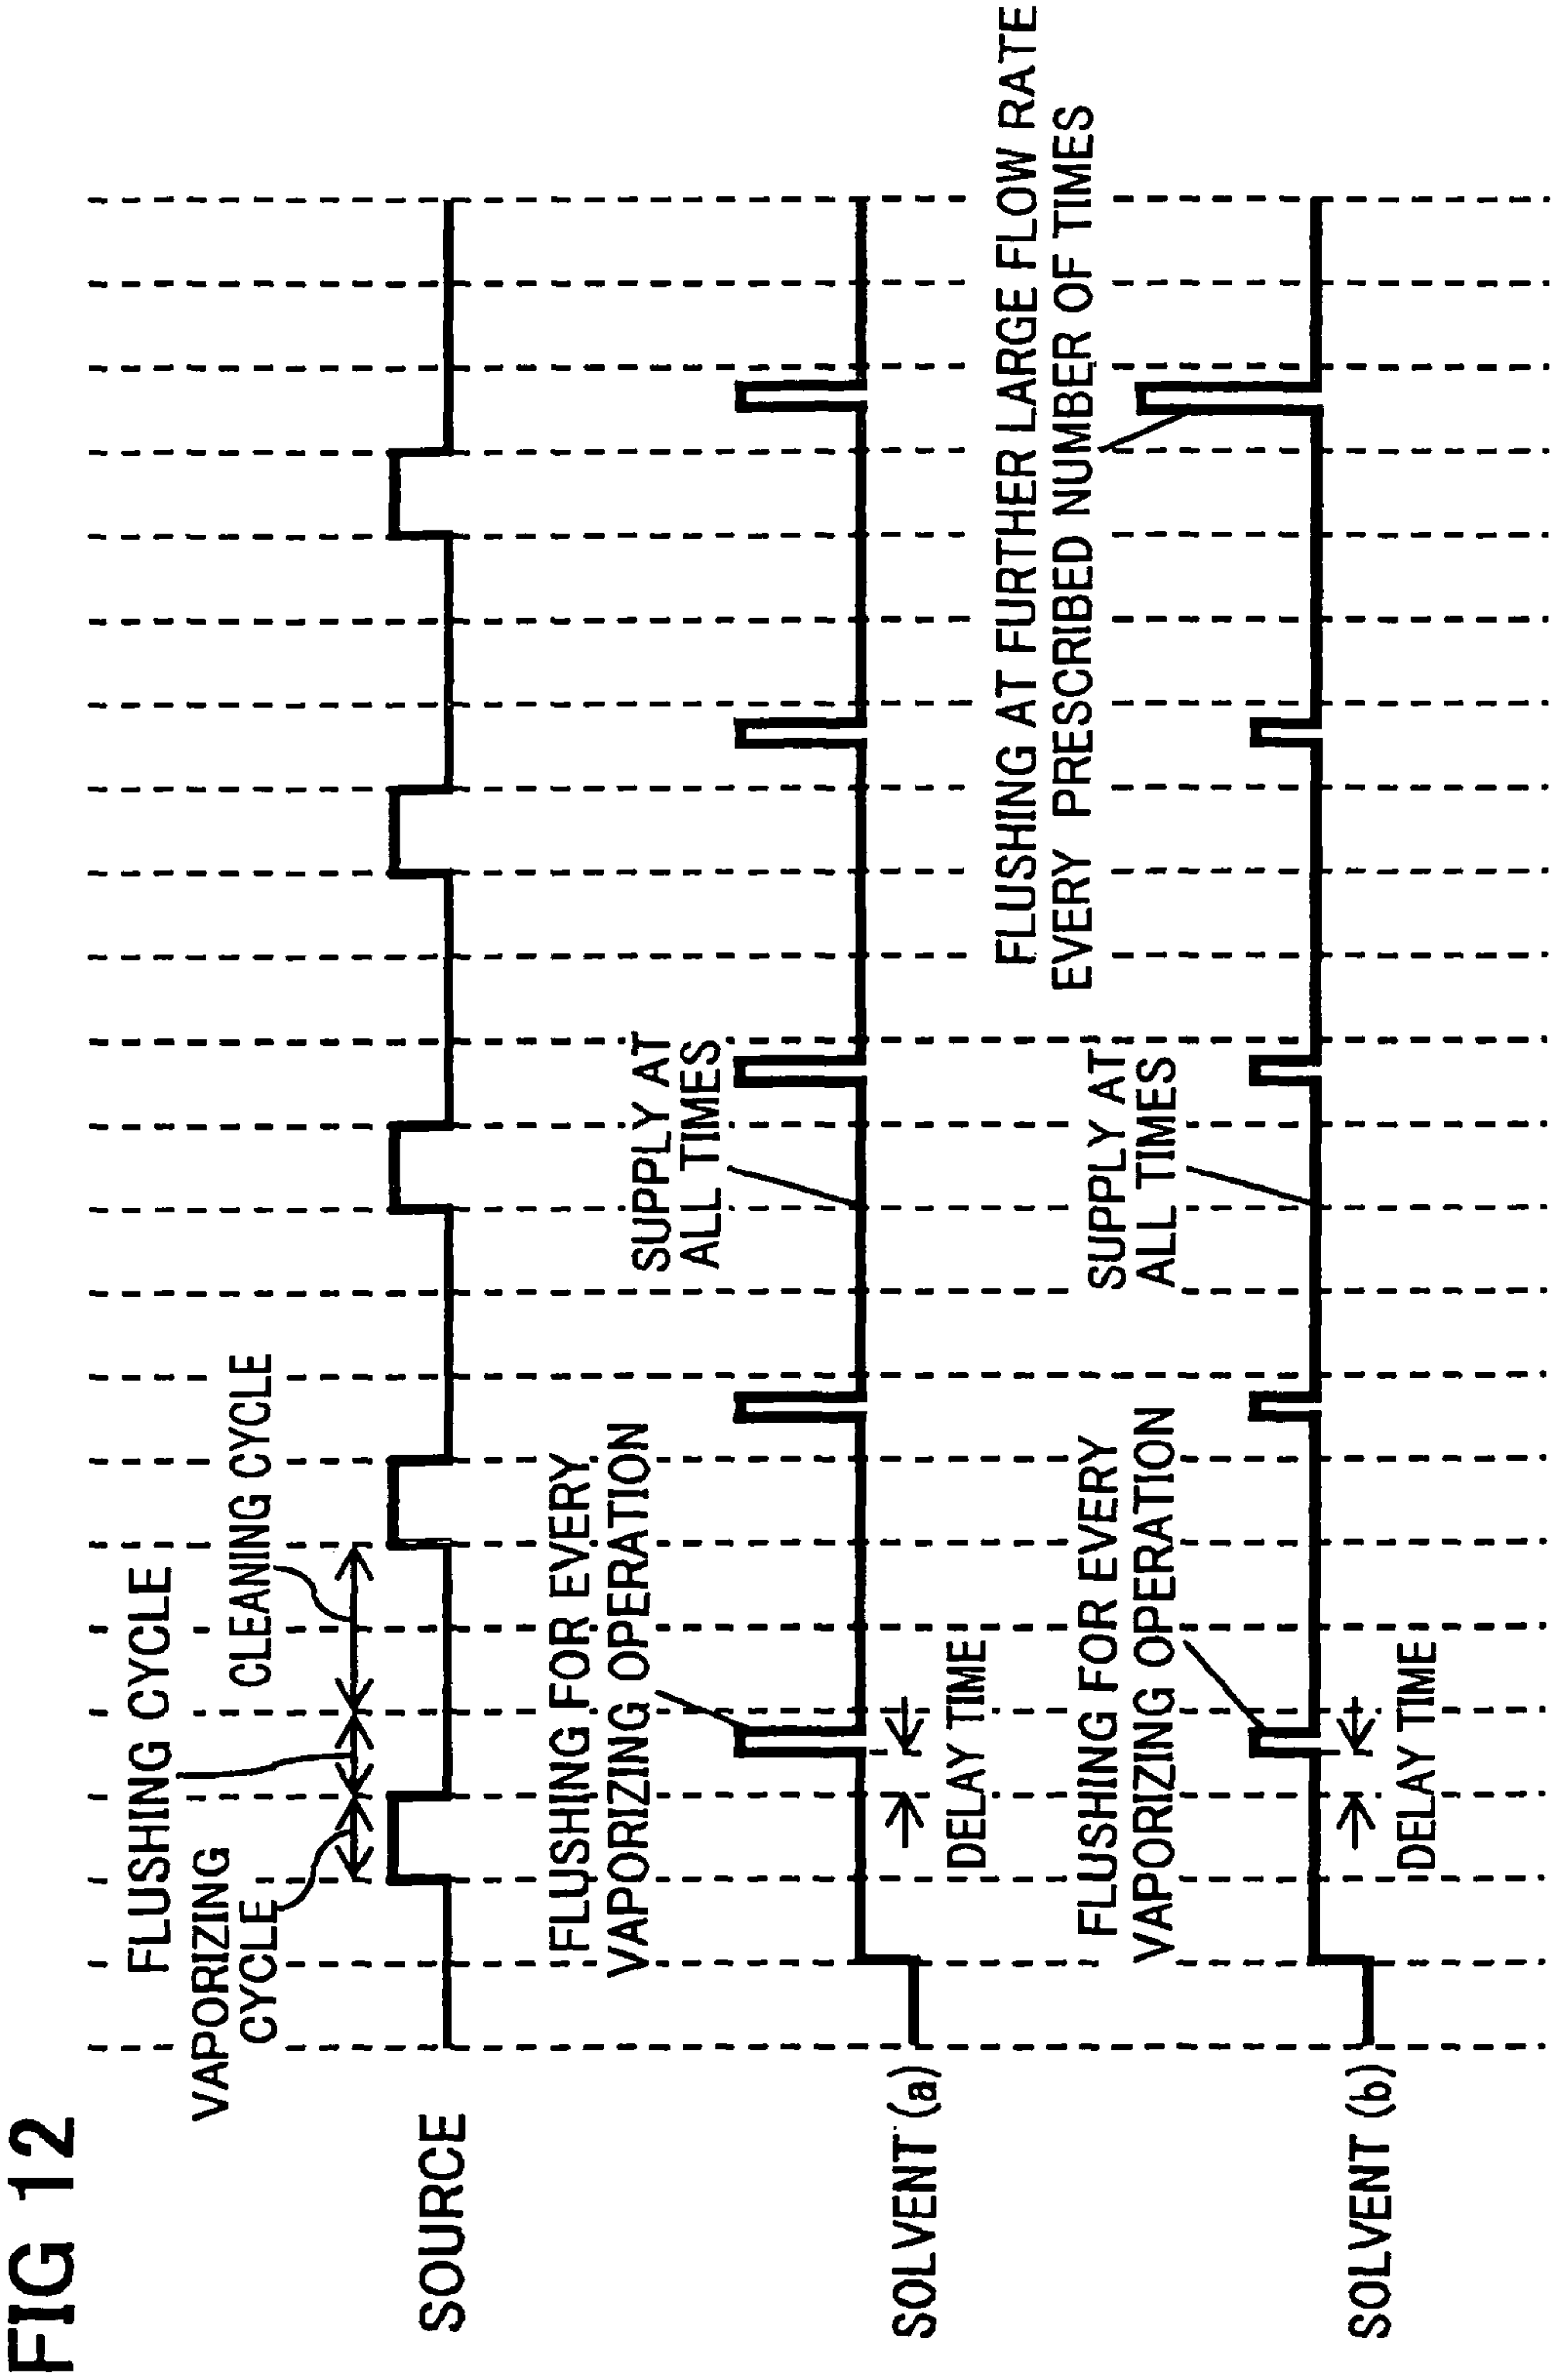 FIG 12
FLUSHING CYCLE
VAPORIZING
CYCLE
CLEANING CYCLE
SOURCE
FLUSHING FOR EVERY
VAPORIZING OPERATION
SUPPLY AT
ALL TIMES
SOLVENT (a)
DELAY TIME
FLUSHING AT FURTHER LARGE FLOW RATE
EVERY PRESCRIBED NUMBER OF TIMES
FLUSHING FOR EVERY
VAPORIZING OPERATION
SUPPLY AT
ALL TIMES
SOLVENT (b)
DELAY TIME